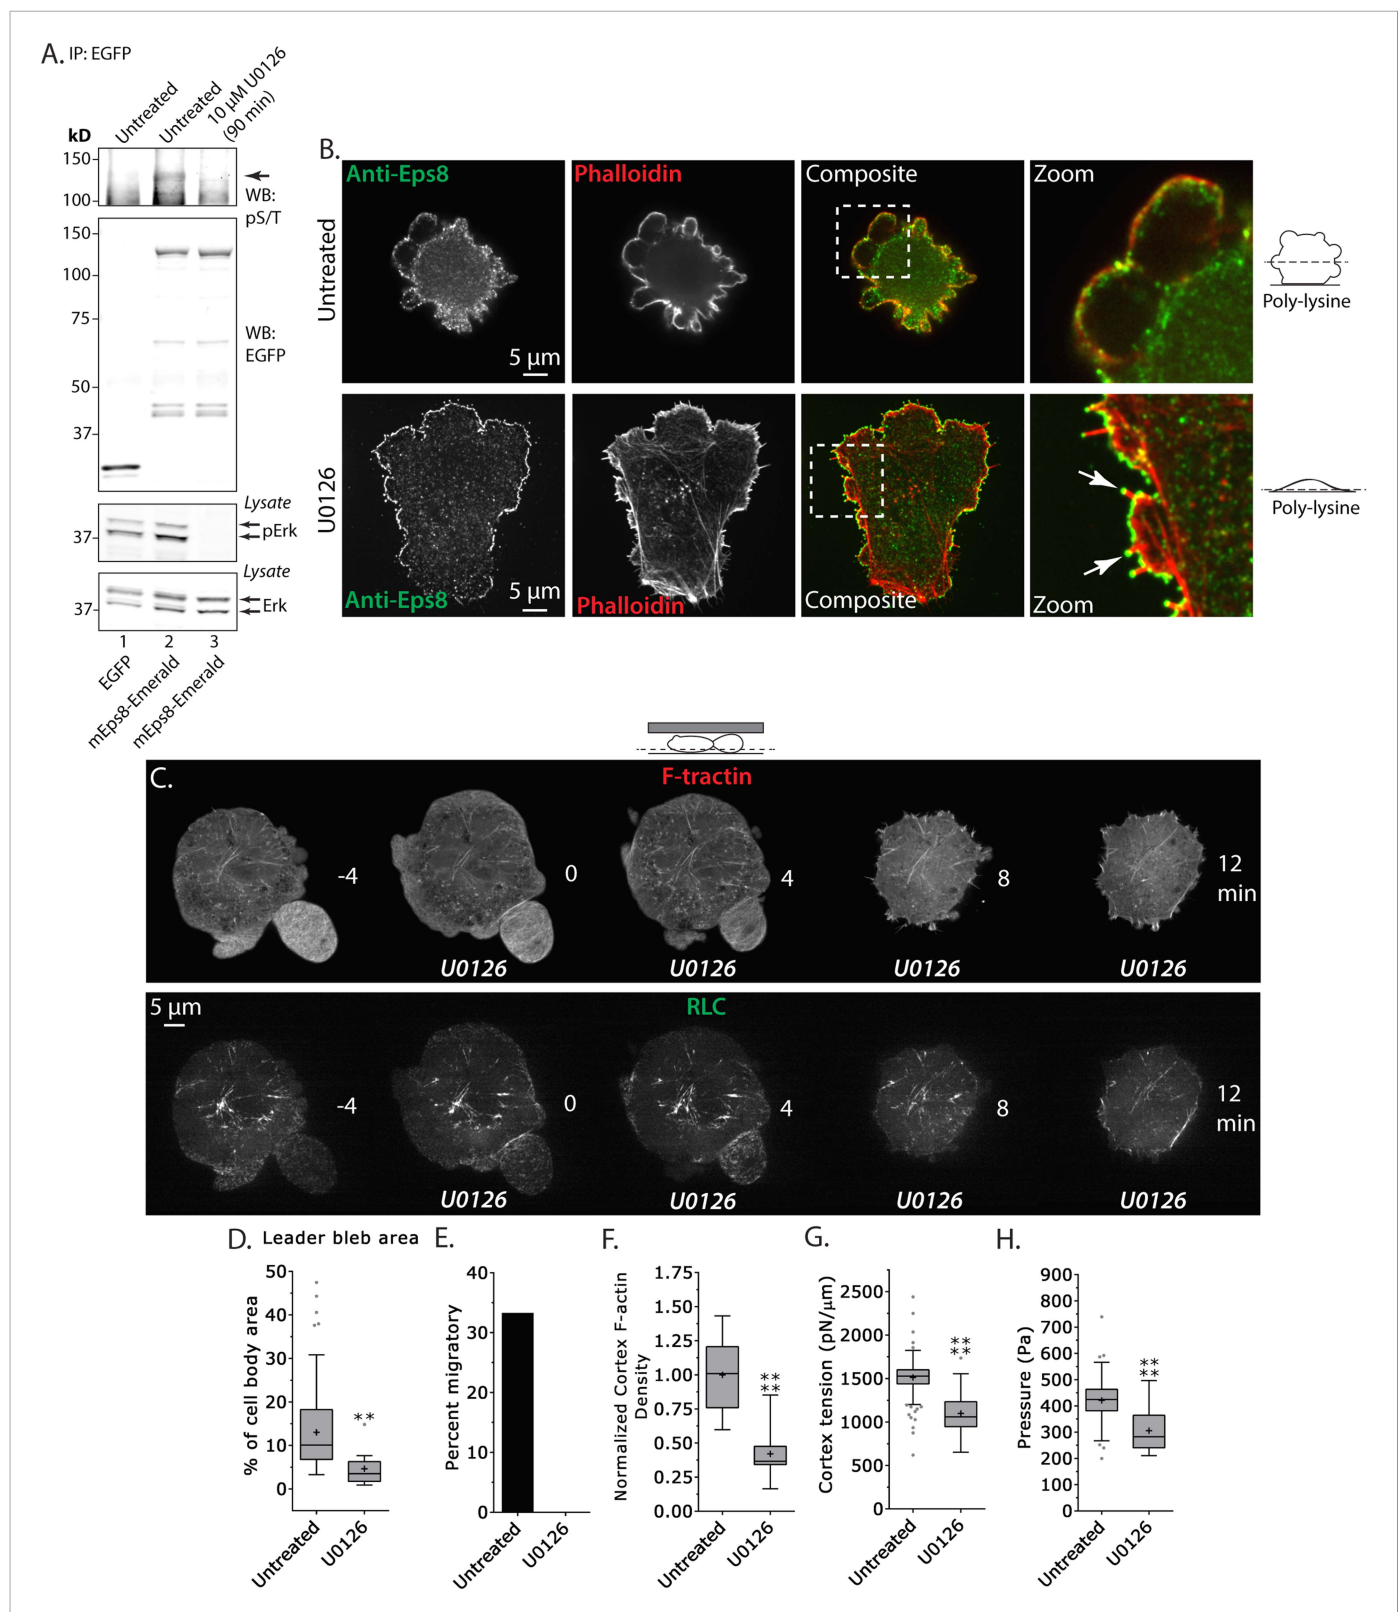 A. IP: EGFP
Untreated
Untreated
10 µM U0126
(90 min)
kD
150
100
WB:
pS/T
150
100
75
50
37
WB:
EGFP
Lysate
pErk
37
Lysate
Erk
37
1 2 3
EGFP
mEps8-Emerald
mEps8-Emerald
B.
Untreated
Anti-Eps8
Phalloidin
Composite
Zoom
5 µm
Poly-lysine
U0126
Anti-Eps8
Phalloidin
Composite
Zoom
5 µm
Poly-lysine
C.
F-tractin
-4
0
4
8
12
min
U0126
U0126
U0126
U0126
5 µm
RLC
-4
0
4
8
12
min
U0126
U0126
U0126
U0126
D. Leader bleb area
% of cell body area
50
40
30
20
10
0
**
Untreated
U0126
E.
Percent migratory
40
30
20
10
0
Untreated
U0126
F.
Normalized Cortex F-actin
Density
1.75
1.50
1.25
1.00
0.75
0.50
0.25
0.00
**
**
Untreated
U0126
G.
Cortex tension (pN/µm)
2500
2000
1500
1000
500
0
**
**
Untreated
U0126
H.
Pressure (Pa)
900
800
700
600
500
400
300
200
100
0
**
**
Untreated
U0126